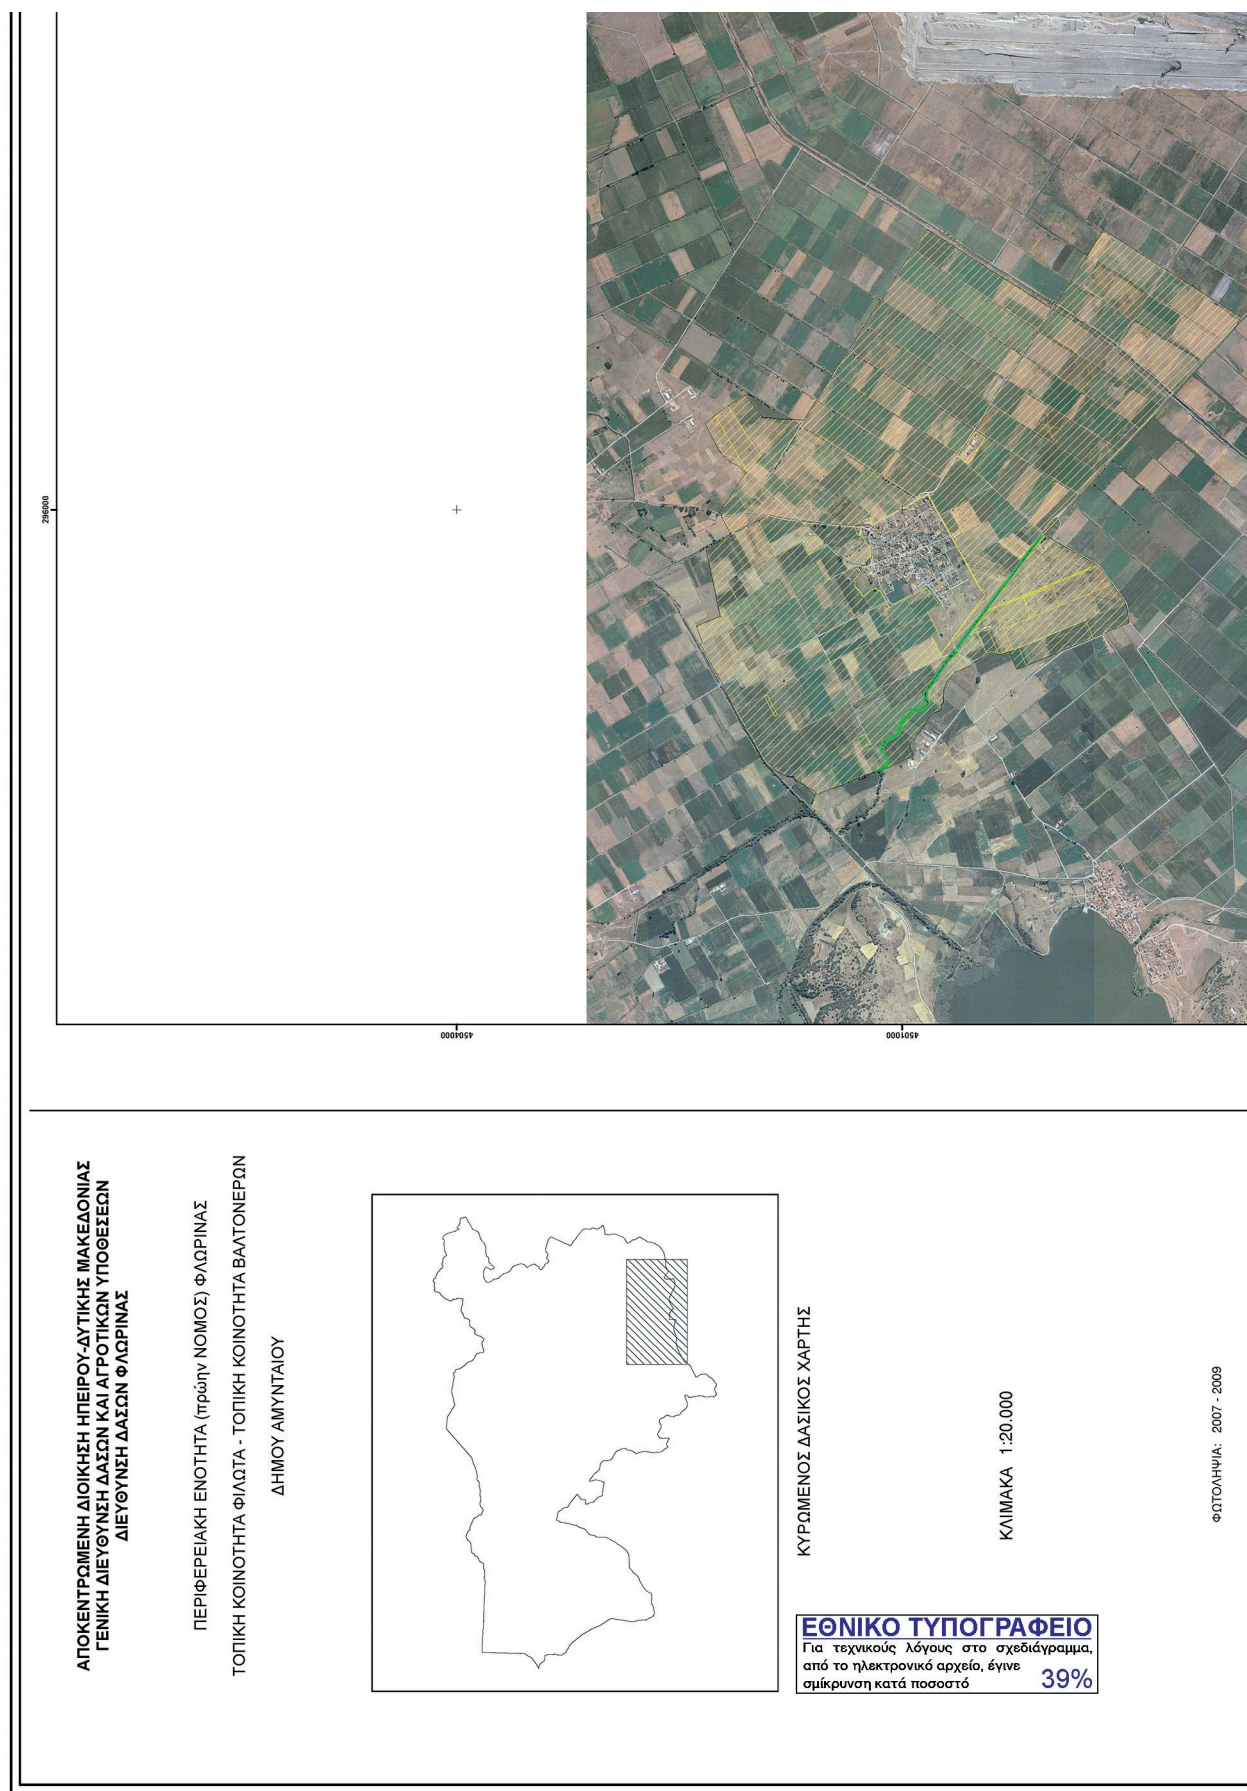 296000
4504000
4501000
ΑΠΟΚΕΝΤΡΩΜΕΝΗ ΔΙΟΙΚΗΣΗ ΗΠΕΙΡΟΥ-ΔΥΤΙΚΗΣ ΜΑΚΕΔΟΝΙΑΣ
ΓΕΝΙΚΗ ΔΙΕΥΘΥΝΣΗ ΔΑΣΩΝ ΚΑΙ ΑΓΡΟΤΙΚΩΝ ΥΠΟΘΕΣΕΩΝ
ΔΙΕΥΘΥΝΣΗ ΔΑΣΩΝ ΦΛΩΡΙΝΑΣ
ΠΕΡΙΦΕΡΕΙΑΚΗ ΕΝΟΤΗΤΑ (πρώην ΝΟΜΟΣ) ΦΛΩΡΙΝΑΣ
ΤΟΠΙΚΗ ΚΟΙΝΟΤΗΤΑ ΦΙΛΩΤΑ - ΤΟΠΙΚΗ ΚΟΙΝΟΤΗΤΑ ΒΑΛΤΟΝΕΡΩΝ
ΔΗΜΟΥ ΑΜΥΝΤΑΙΟΥ
ΚΥΡΩΜΕΝΟΣ ΔΑΣΙΚΟΣ ΧΑΡΤΗΣ
ΚΛΙΜΑΚΑ 1:20.000
ΦΩΤΟΛΗΨΙΑ: 2007 - 2009
ΕΘΝΙΚΟ ΤΥΠΟΓΡΑΦΕΙΟ
Για τεχνικούς λόγους στο σχεδιάγραμμα,
από το ηλεκτρονικό αρχείο, έγινε
σμίκρυνση κατά ποσοστό 39%